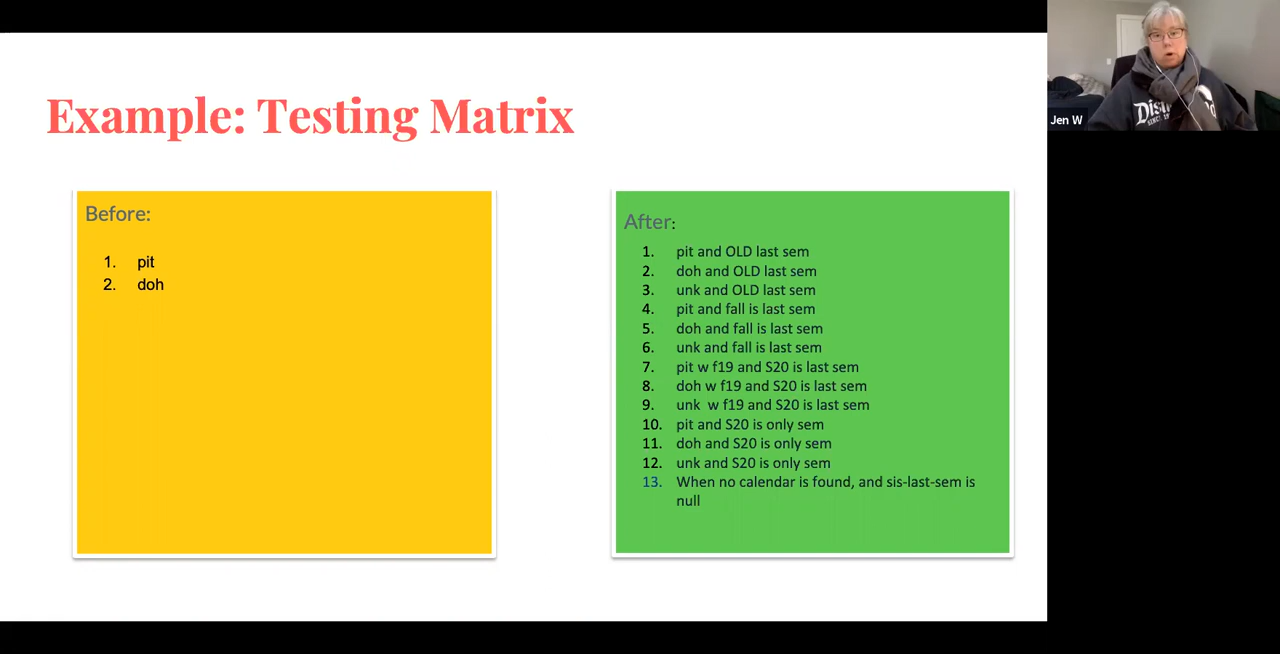 Example: Testing Matrix
Jen W
Before:
1. pit
2. doh
After:
1. pit and OLD last sem
2. doh and OLD last sem
3. unk and OLD last sem
4. pit and fall is last sem
5. doh and fall is last sem
6. unk and fall is last sem
7. pit w f19 and S20 is last sem
8. doh w f19 and S20 is last sem
9. unk  w f19 and S20 is last sem
10. pit and S20 is only sem
11. doh and S20 is only sem
12. unk and S20 is only sem
13. When no calendar is found, and sis-last-sem is
null